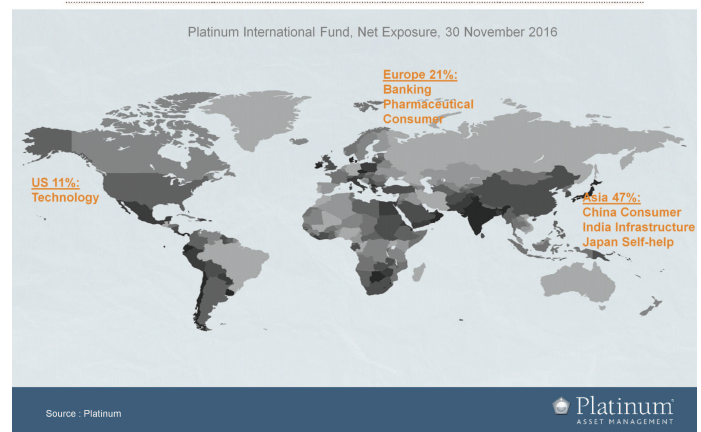 Platinum International Fund, Net Exposure, 30 November 2016
Europe 21%:
Banking
Pharmaceutical
Consumer
US 11%:
Technology
Asia 47%:
China Consumer
India Infrastructure
Japan Self-help
Source : Platinum
Platinum®
ASSET MANAGEMENT